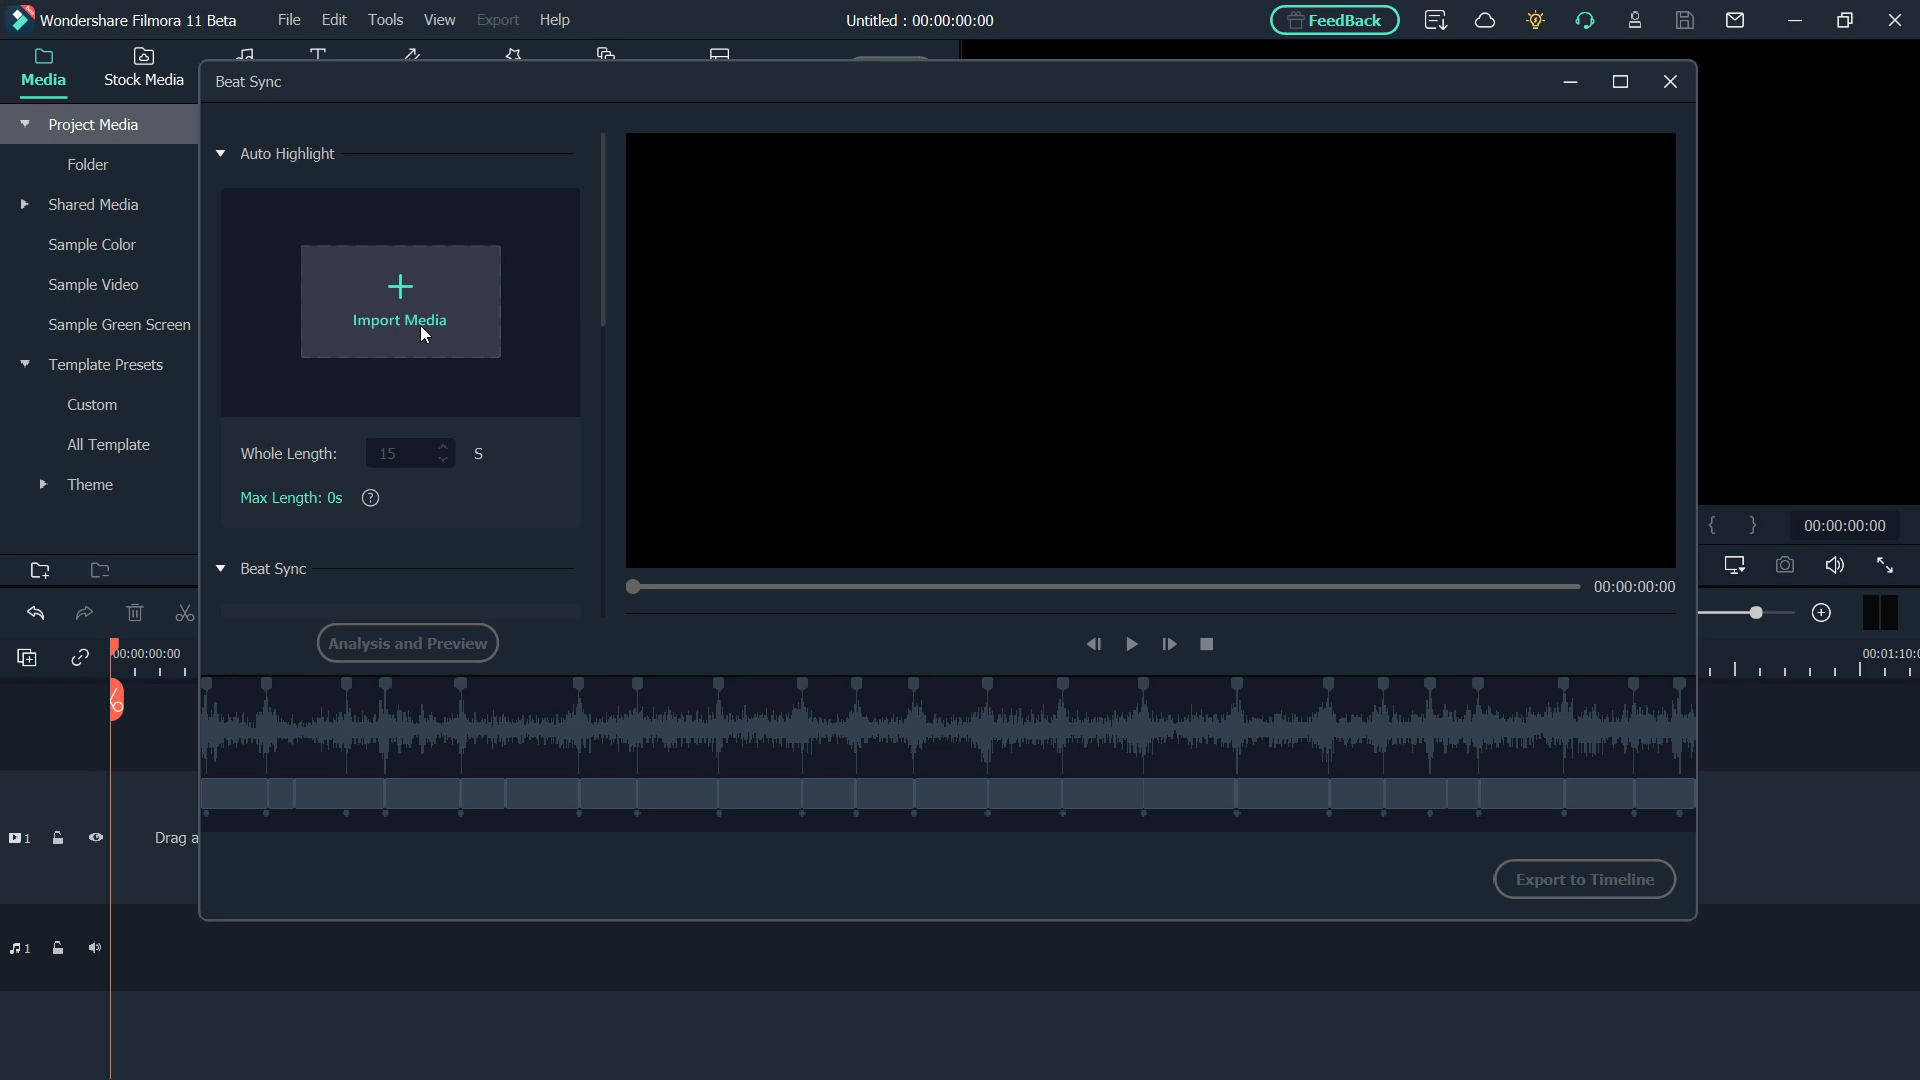 Wondershare Filmora 11 Beta
File Edit Tools View Export Help
Untitled : 00:00:00:00
FeedBack
Media
Stock Media
Beat Sync
Project Media
Folder
Shared Media
Sample Color
Sample Video
Sample Green Screen
Template Presets
Custom
All Template
Theme
Auto Highlight
Import Media
Whole Length: 15 S
Max Length: 0s ?
Beat Sync
Analysis and Preview
00:00:00:00
{ } 00:00:00:00
00:00:00:00
00:01:10:0
1
Drag a
Export to Timeline
1